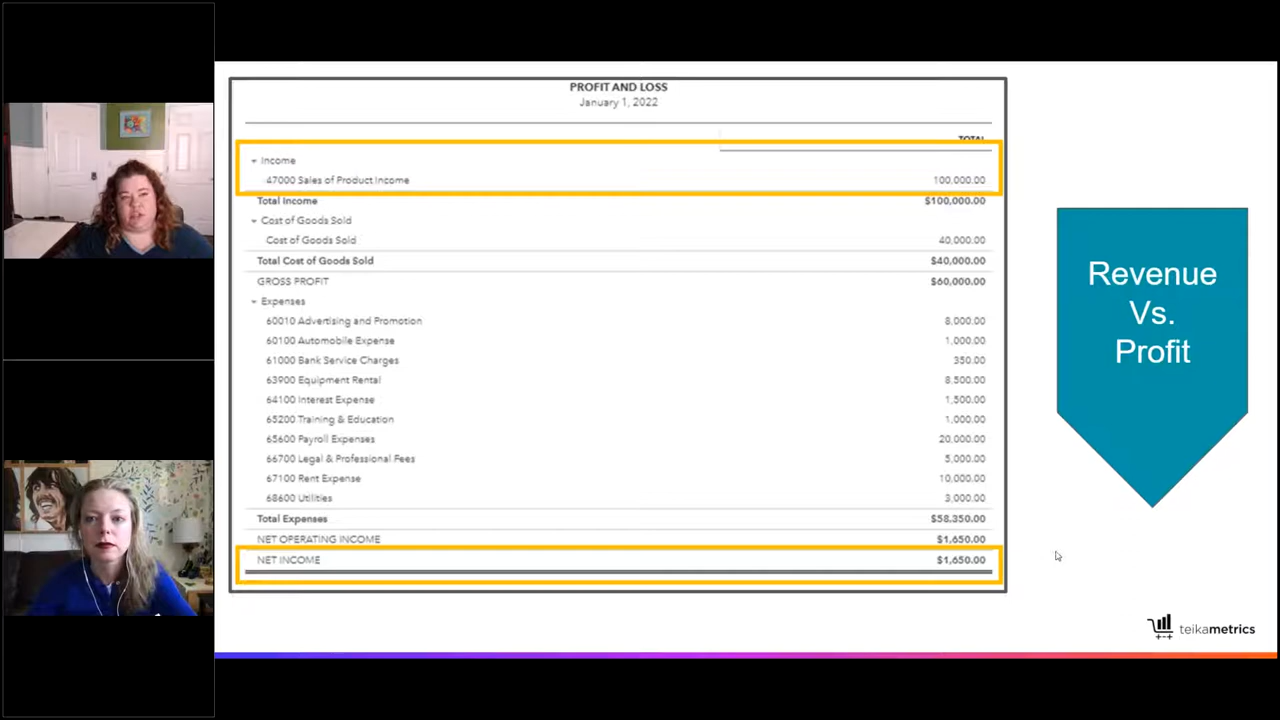 PROFIT AND LOSS
January 1, 2022
TOTAL
Income
47000 Sales of Product Income 100,000.00
Total Income $100,000.00
Cost of Goods Sold
Cost of Goods Sold 40,000.00
Total Cost of Goods Sold $40,000.00
GROSS PROFIT $60,000.00
Expenses
60010 Advertising and Promotion 8,000.00
60100 Automobile Expense 1,000.00
61000 Bank Service Charges 350.00
63900 Equipment Rental 8,500.00
64100 Interest Expense 1,500.00
65200 Training & Education 1,000.00
65600 Payroll Expenses 20,000.00
66700 Legal & Professional Fees 5,000.00
67100 Rent Expense 10,000.00
68600 Utilities 3,000.00
Total Expenses $58,350.00
NET OPERATING INCOME $1,650.00
NET INCOME $1,650.00
Revenue
Vs.
Profit
teikametrics